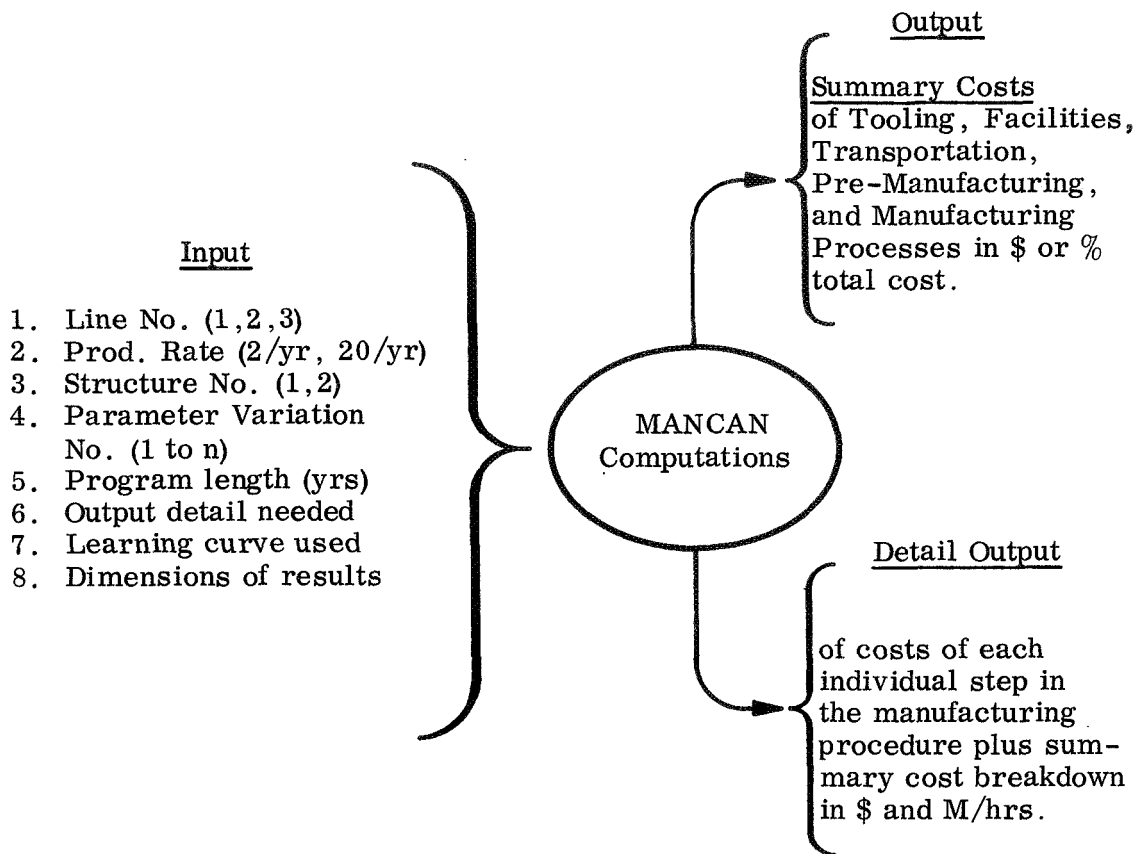 Input
1. Line No. (1,2,3)
2. Prod. Rate (2/yr, 20/yr)
3. Structure No. (1,2)
4. Parameter Variation
No. (1 to n)
5. Program length (yrs)
6. Output detail needed
7. Learning curve used
8. Dimensions of results
MANCAN
Computations
Output
Summary Costs
of Tooling, Facilities,
Transportation,
Pre-Manufacturing,
and Manufacturing
Processes in $ or %
total cost.
Detail Output
of costs of each
individual step in
the manufacturing
procedure plus sum-
mary cost breakdown
in $ and M/hrs.